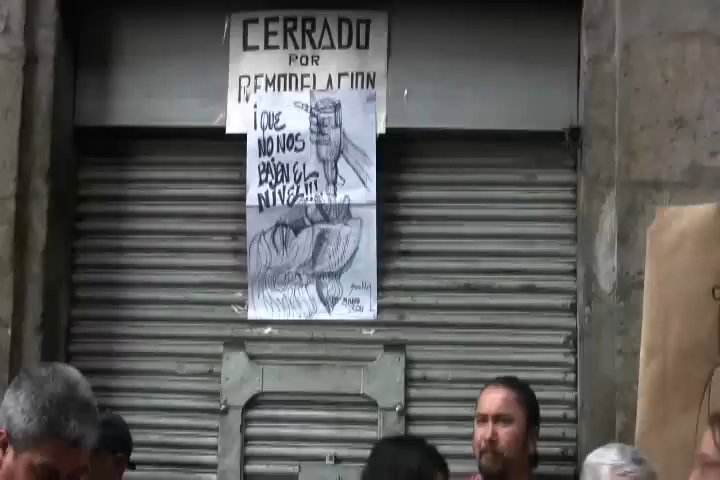 CERRADO
POR
REMODELACION
¡QUE
NO NOS
BAJEN EL
NIVEL!!!